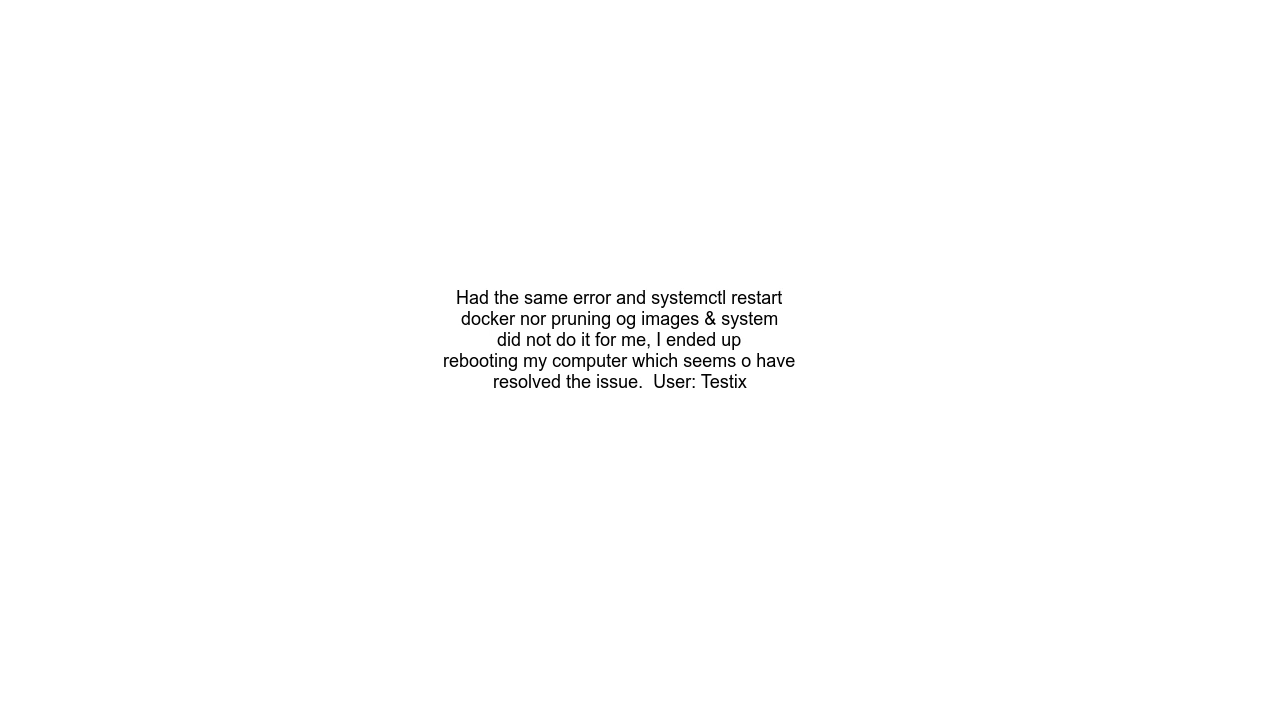 Had the same error and systemctl restart
docker nor pruning og images & system
did not do it for me, I ended up
rebooting my computer which seems o have
resolved the issue.  User: Testix